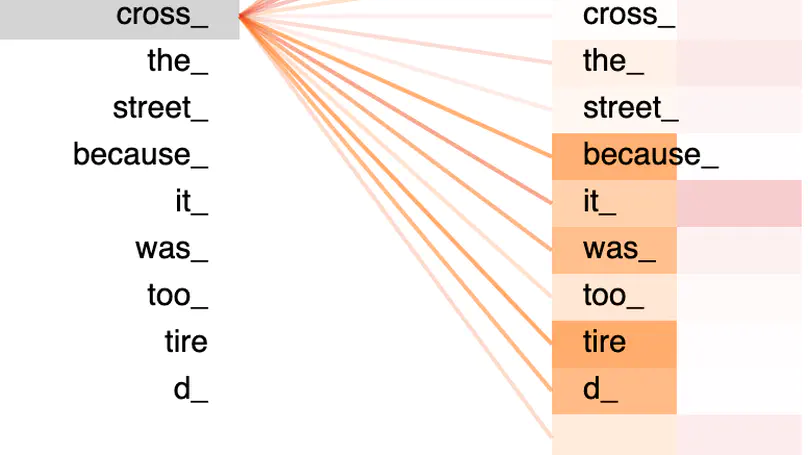 cross_ cross_
the_ the_
street_ street_
because_ because_
it_ it_
was_ was_
too_ too_
tire tire
d_ d_